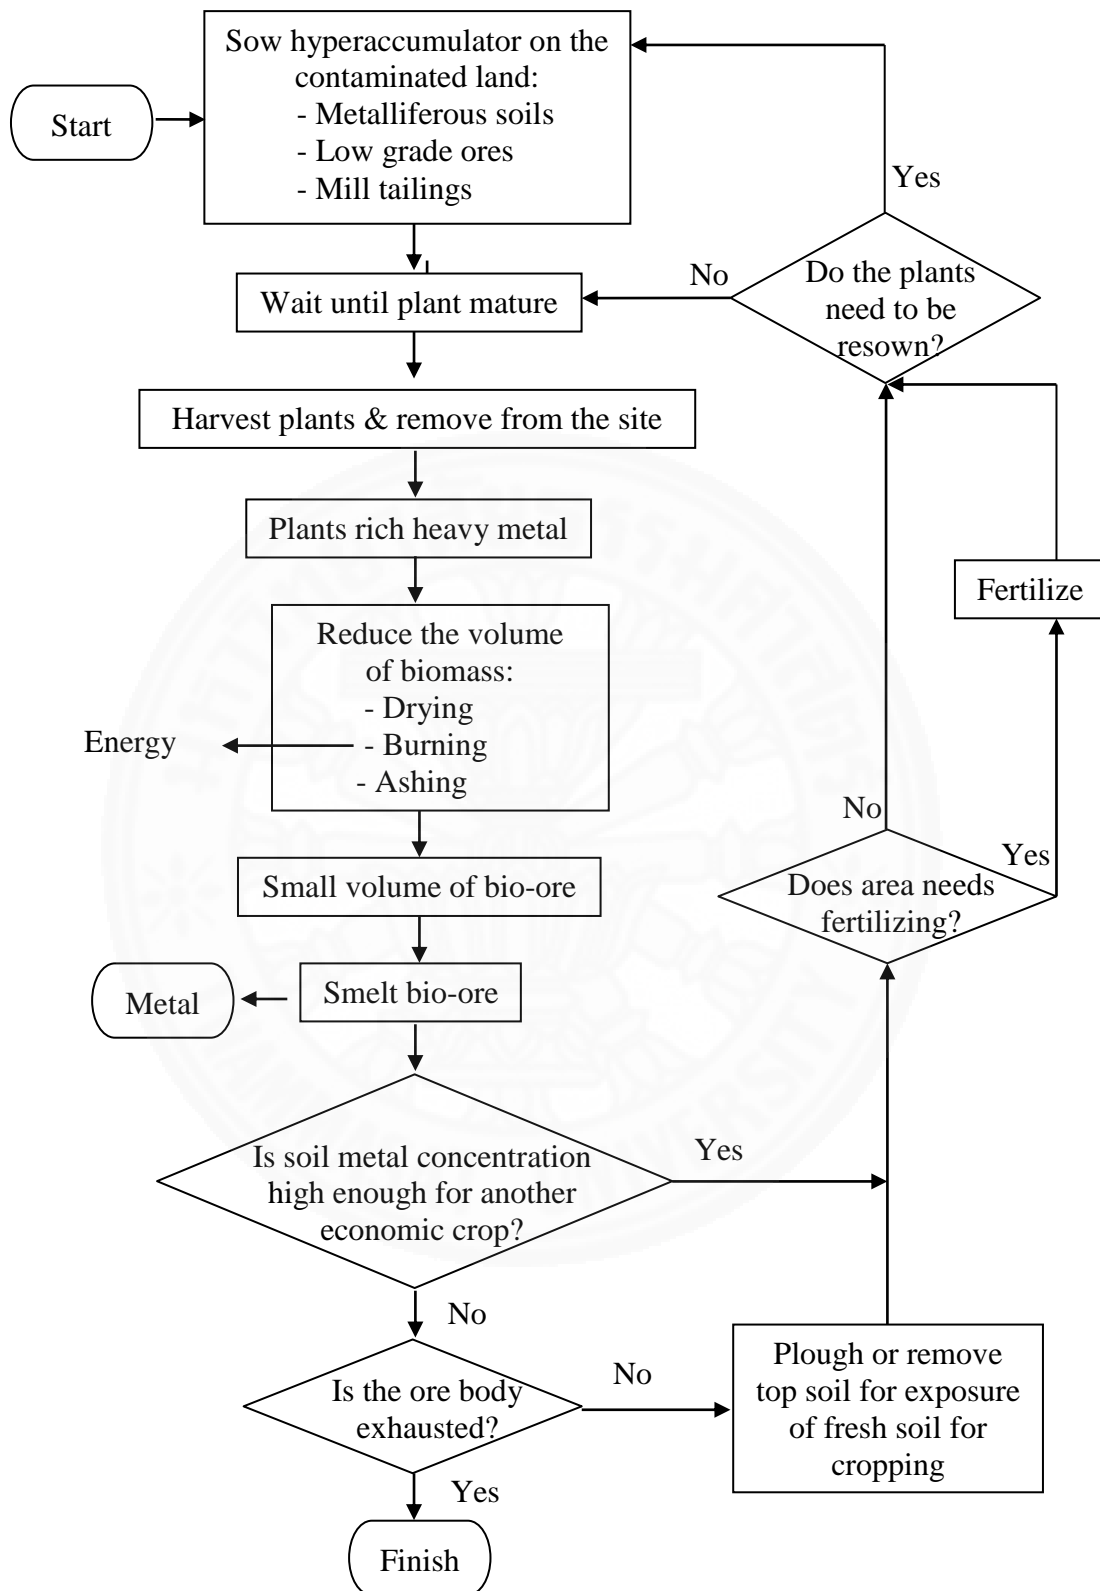 Sow hyperaccumulator on the
contaminated land:
- Metalliferous soils
- Low grade ores
- Mill tailings
Start
Yes
Do the plants
need to be
resown?
No
Wait until plant mature
Harvest plants & remove from the site
Plants rich heavy metal
Fertilize
Reduce the volume
of biomass:
- Drying
- Burning
- Ashing
Energy
No
Yes
Does area needs
fertilizing?
Small volume of bio-ore
Smelt bio-ore
Metal
Is soil metal concentration
high enough for another
economic crop?
Yes
No
Is the ore body
exhausted?
No
Plough or remove
top soil for exposure
of fresh soil for
cropping
Yes
Finish